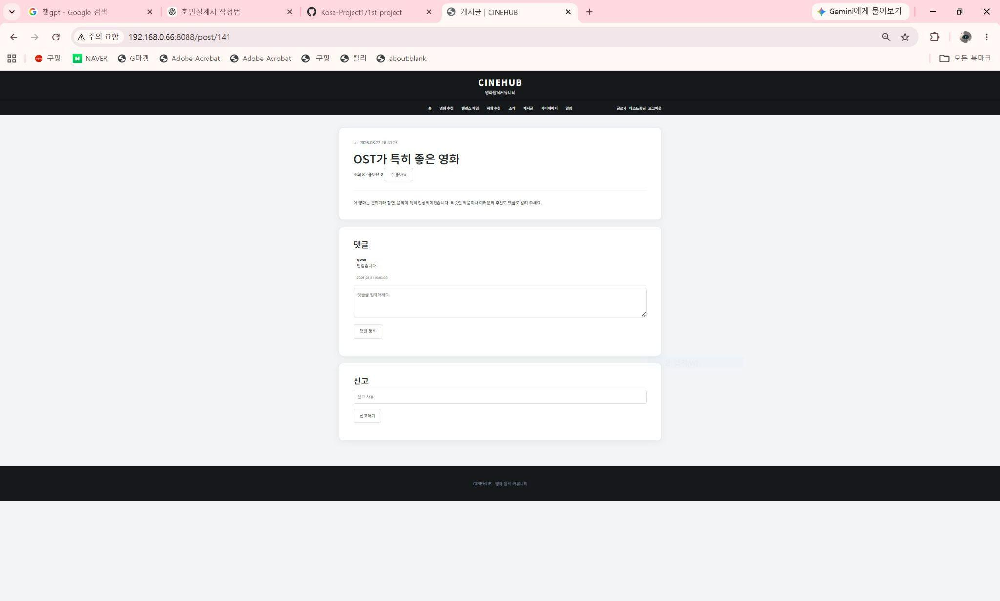 챗gpt - Google 검색
화면설계서 작성법
Kosa-Project1/1st_project
게시글 | CINEHUB
Gemini에게 물어보기
주의 요함
192.168.0.66:8088/post/141
쿠팡!
NAVER
G마켓
Adobe Acrobat
Adobe Acrobat
쿠팡
컬리
about:blank
모든 북마크
CINEHUB
영화탐색커뮤니티
홈 영화 추천 밸런스 게임 취향 추천 소개 게시글 마이페이지 알림 글쓰기 테스트중님 로그아웃
a · 2026-08-27 16:41:25
OST가 특히 좋은 영화
조회 8 · 좋아요 2 ♡ 좋아요
이 영화는 분위기와 장면, 음악이 특히 인상적이었습니다. 비슷한 작품이나 여러분의 추천도 댓글로 알려 주세요.
댓글
qwer
반갑습니다
2026-08-31 10:03:39
댓글을 입력하세요
댓글 등록
신고
신고 사유
신고하기
CINEHUB · 영화 탐색 커뮤니티